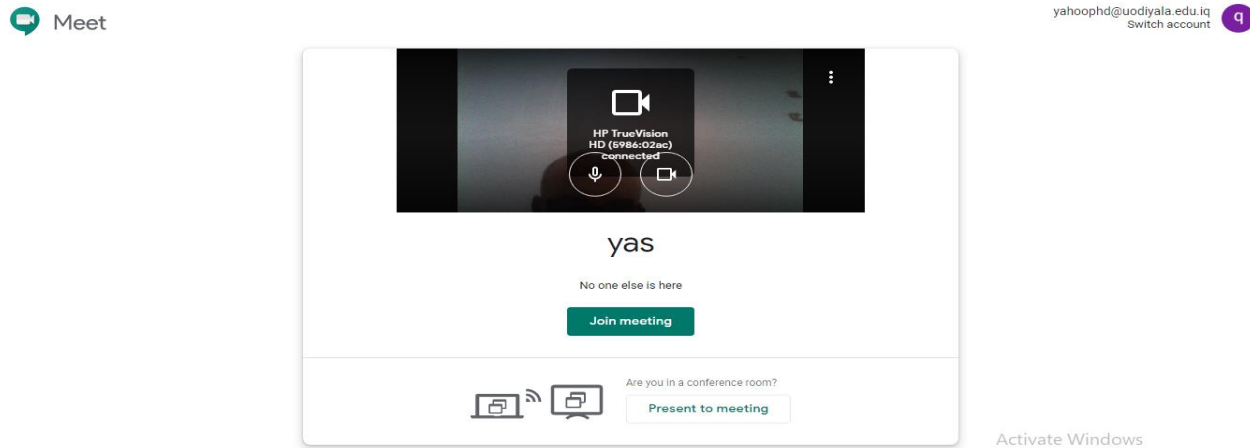 Meet
yahoophd@uodiyala.edu.iq
Switch account
q
HP TrueVision
HD (5986:02ac)
connected
yas
No one else is here
Join meeting
Are you in a conference room?
Present to meeting
Activate Windows